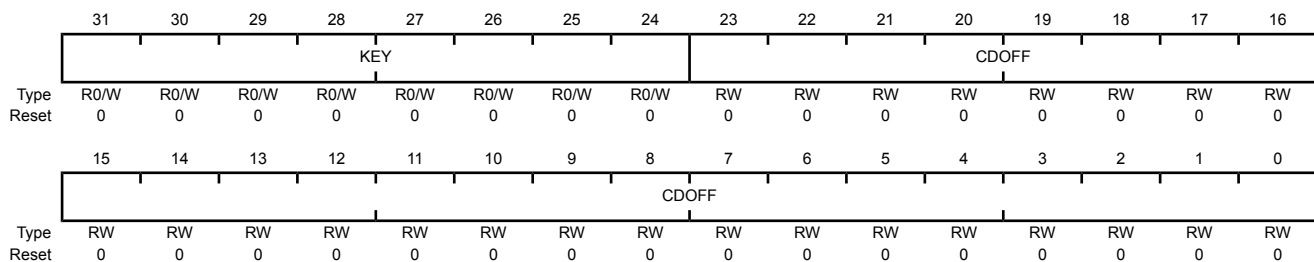 31 30 29 28 27 26 25 24 23 22 21 20 19 18 17 16
KEY CDOFF
Type R0/W R0/W R0/W R0/W R0/W R0/W R0/W R0/W RW RW RW RW RW RW RW RW
Reset 0 0 0 0 0 0 0 0 0 0 0 0 0 0 0 0
15 14 13 12 11 10 9 8 7 6 5 4 3 2 1 0
CDOFF
Type RW RW RW RW RW RW RW RW RW RW RW RW RW RW RW RW
Reset 0 0 0 0 0 0 0 0 0 0 0 0 0 0 0 0